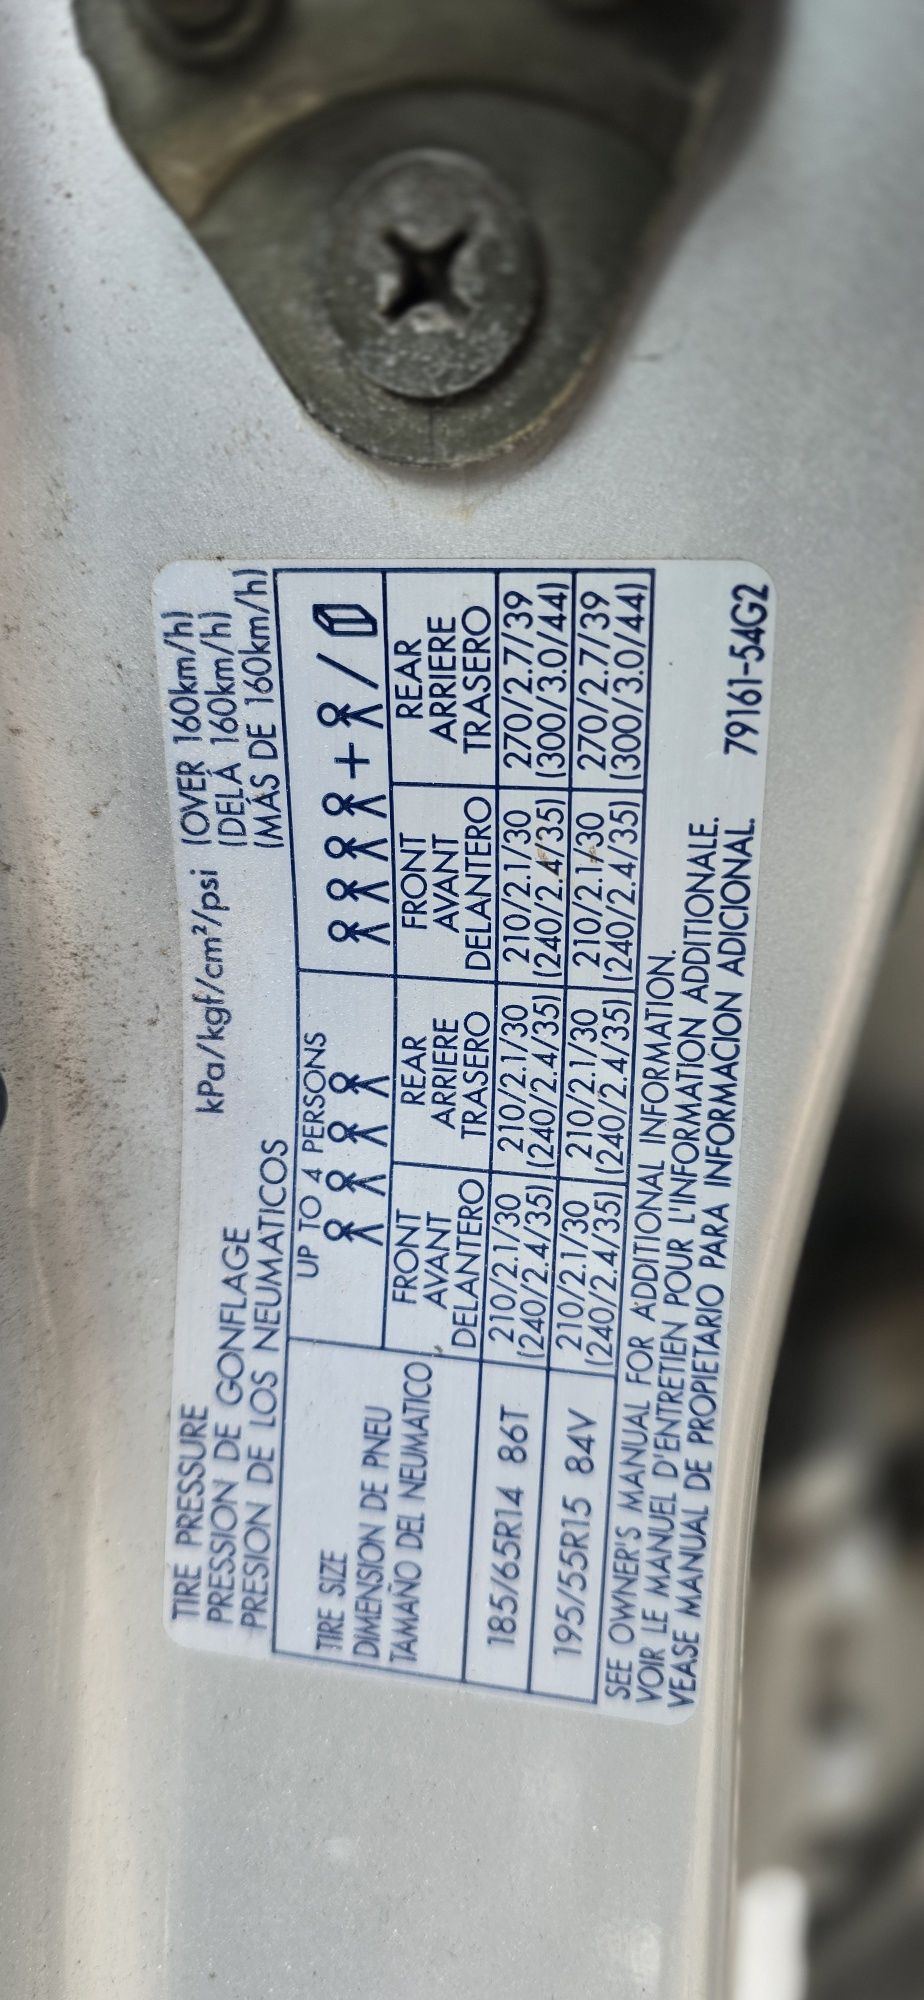 TIRE PRESSURE
PRESSION DE GONFLAGE kPa/kgf/cm²/psi (OVER 160km/h)
PRESION DE LOS NEUMATICOS (DELÀ 160km/h)
(MÁS DE 160km/h)
UP TO 4 PERSONS
+ /
TIRE SIZE
DIMENSION DE PNEU
TAMAÑO DEL NEUMATICO
FRONT
AVANT
DELANTERO
REAR
ARRIERE
TRASERO
FRONT
AVANT
DELANTERO
REAR
ARRIERE
TRASERO
185/65R14 86T 210/2.1/30 210/2.1/30 210/2.1/30 270/2.7/39
(240/2.4/35) (240/2.4/35) (240/2.4/35) (300/3.0/44)
195/55R15 84V 210/2.1/30 210/2.1/30 210/2.1/30 270/2.7/39
(240/2.4/35) (240/2.4/35) (240/2.4/35) (300/3.0/44)
SEE OWNER'S MANUAL FOR ADDITIONAL INFORMATION.
VOIR LE MANUEL D'ENTRETIEN POUR L'INFORMATION ADDITIONALE.
VEASE MANUAL DE PROPIETARIO PARA INFORMACION ADICIONAL. 79161-54G2